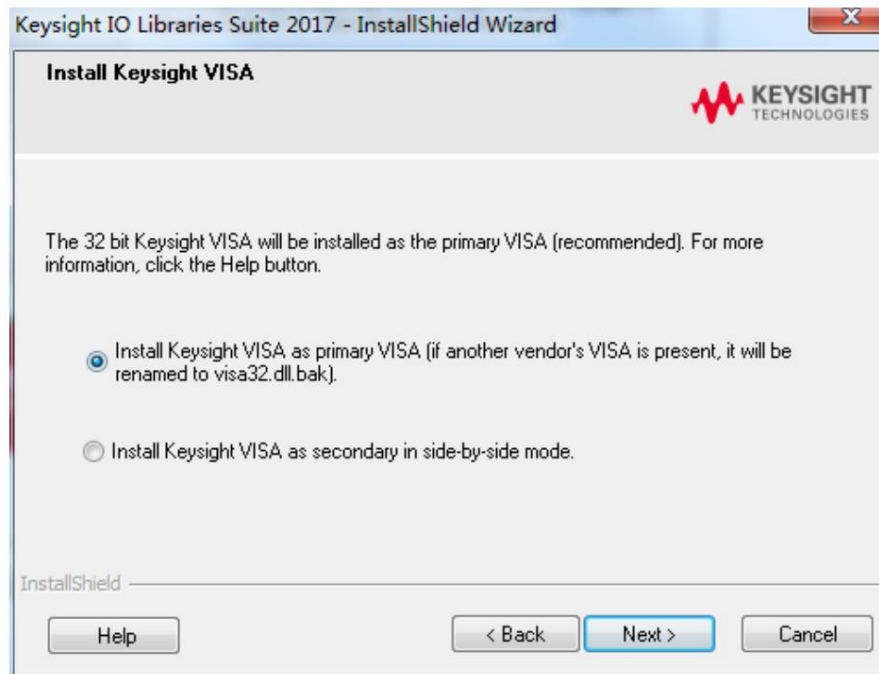 Keysight IO Libraries Suite 2017 - InstallShield Wizard
Install Keysight VISA
KEYSIGHT
TECHNOLOGIES
The 32 bit Keysight VISA will be installed as the primary VISA (recommended). For more
information, click the Help button.
Install Keysight VISA as primary VISA (if another vendor's VISA is present, it will be
renamed to visa32.dll.bak).
Install Keysight VISA as secondary in side-by-side mode.
InstallShield
Help
< Back
Next >
Cancel